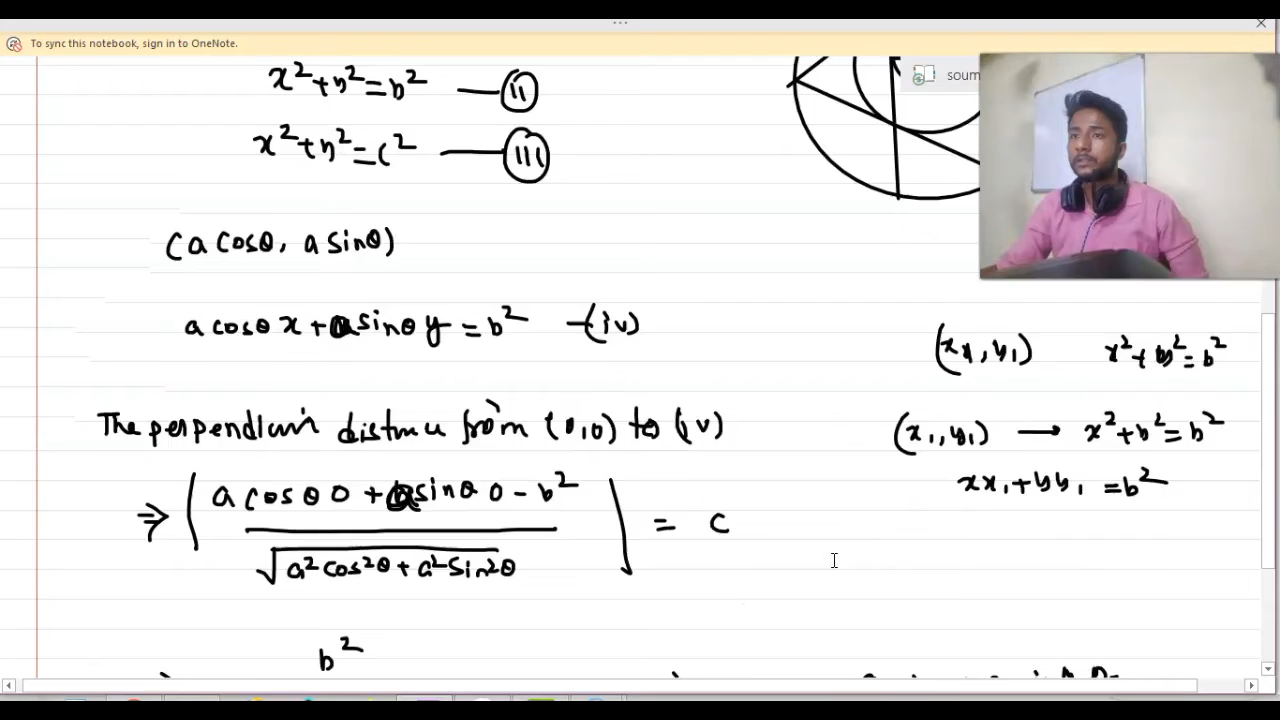 To sync this notebook, sign in to OneNote.
x²+y²=b² — (ii)
soum
x²+y²=c² — (iii)
(a cosθ, a sinθ)
a cosθ x + a sinθ y = b² –(iv)
(x₁, y₁) x²+y²=b²
The perpendicular distance from (0,0) to (iv)
(x₁, y₁) → x²+y²=b²
xx₁+yy₁ =b²
⇒ | (a cosθ 0 + a sinθ 0 - b²) / √(a²cos²θ + a²sin²θ) | = c
b²